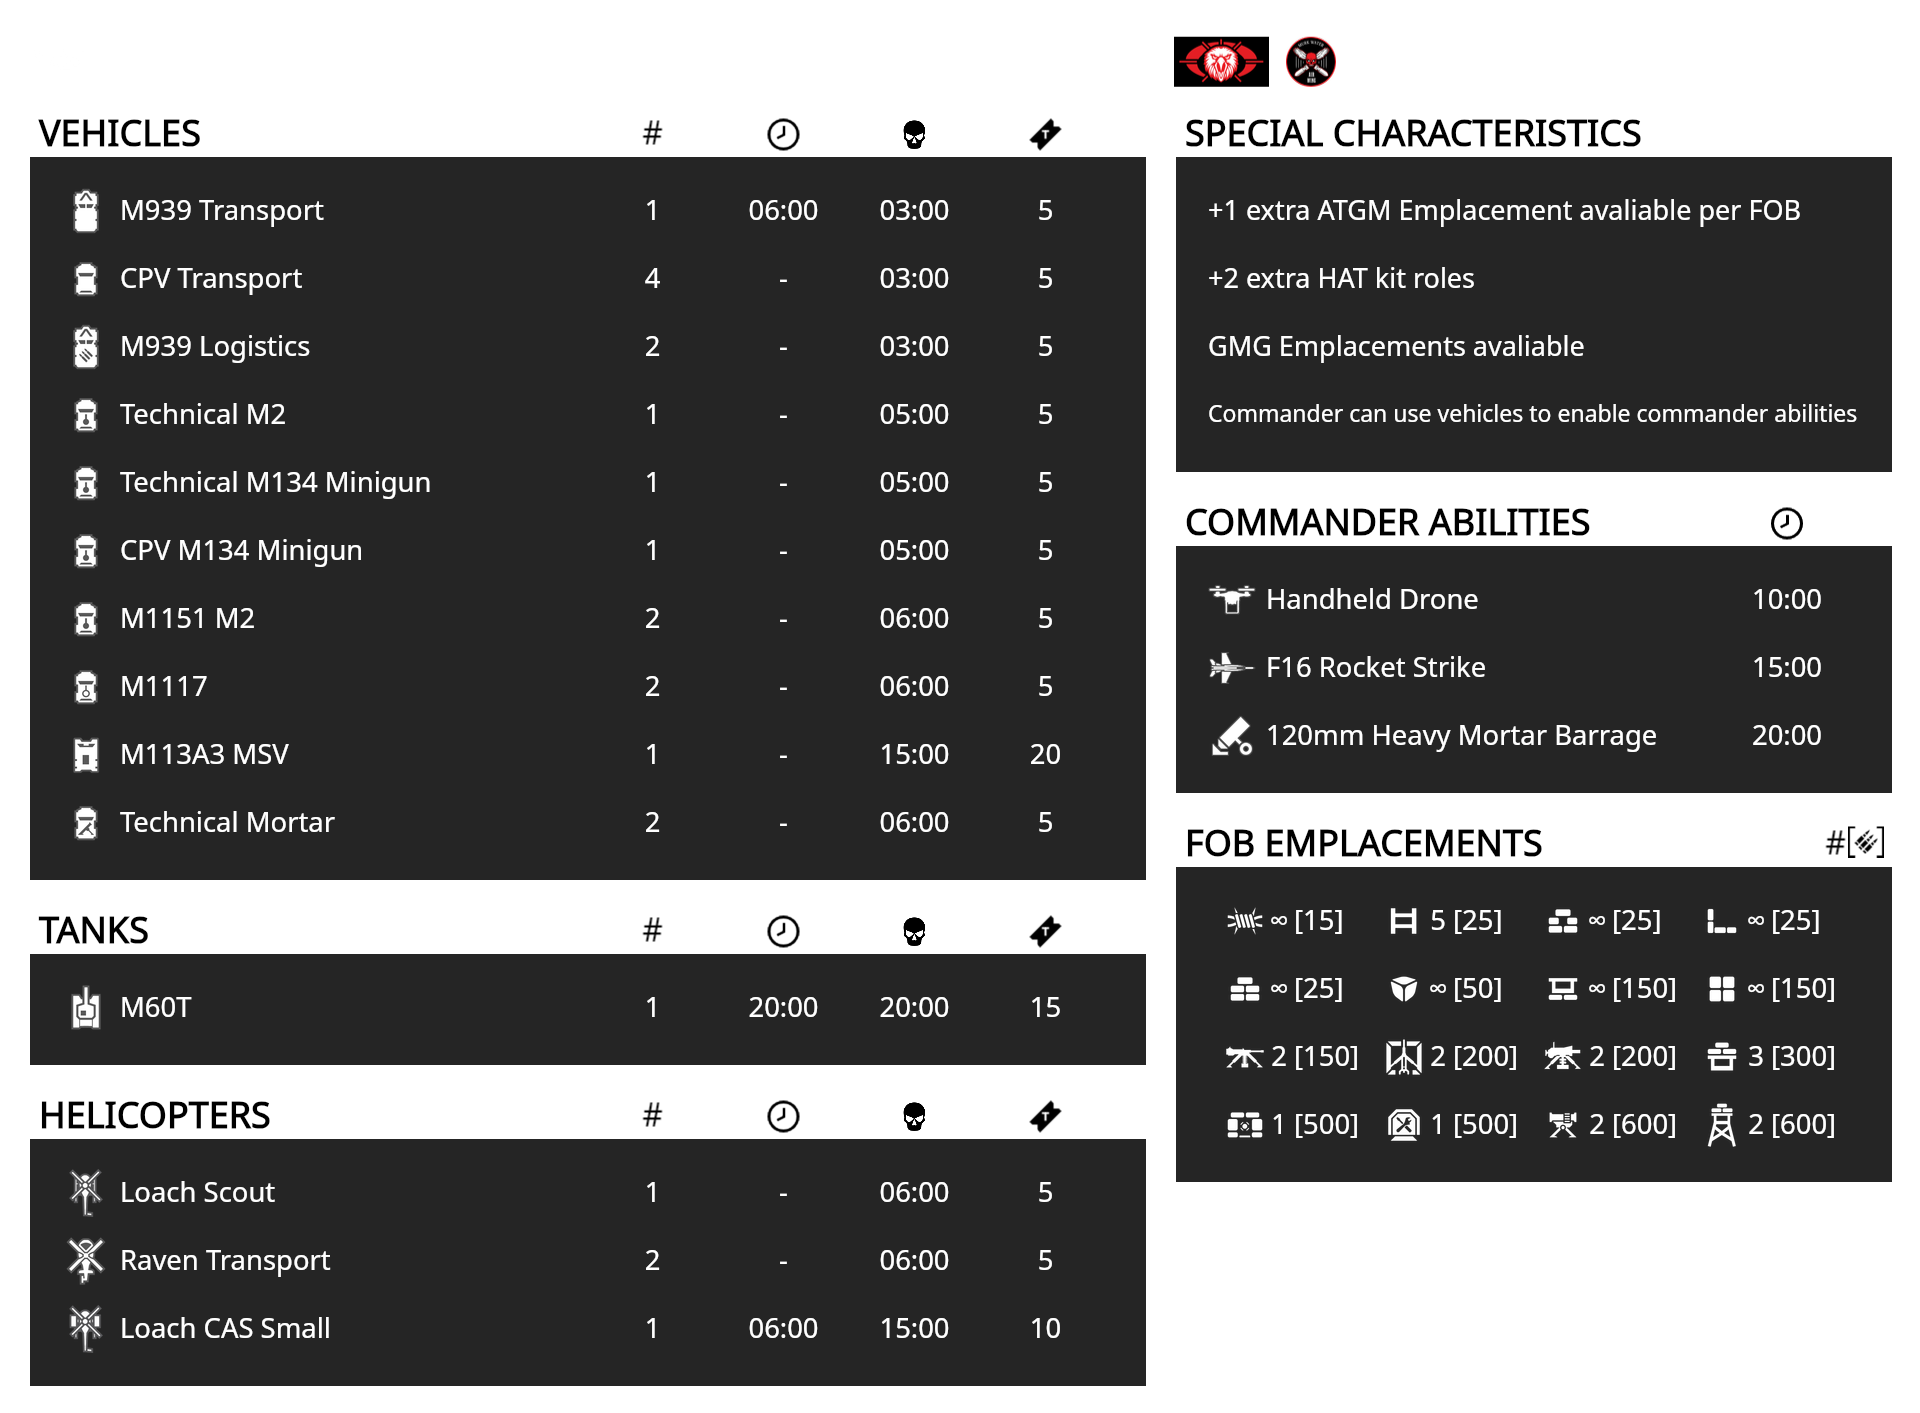 VEHICLES #
M939 Transport 1 06:00 03:00 5
CPV Transport 4 - 03:00 5
M939 Logistics 2 - 03:00 5
Technical M2 1 - 05:00 5
Technical M134 Minigun 1 - 05:00 5
CPV M134 Minigun 1 - 05:00 5
M1151 M2 2 - 06:00 5
M1117 2 - 06:00 5
M113A3 MSV 1 - 15:00 20
Technical Mortar 2 - 06:00 5
TANKS #
M60T 1 20:00 20:00 15
HELICOPTERS #
Loach Scout 1 - 06:00 5
Raven Transport 2 - 06:00 5
Loach CAS Small 1 06:00 15:00 10
SPECIAL CHARACTERISTICS
+1 extra ATGM Emplacement avaliable per FOB
+2 extra HAT kit roles
GMG Emplacements avaliable
Commander can use vehicles to enable commander abilities
COMMANDER ABILITIES
Handheld Drone 10:00
F16 Rocket Strike 15:00
120mm Heavy Mortar Barrage 20:00
FOB EMPLACEMENTS #[ ]
∞ [15] 5 [25] ∞ [25] ∞ [25]
∞ [25] ∞ [50] ∞ [150] ∞ [150]
2 [150] 2 [200] 2 [200] 3 [300]
1 [500] 1 [500] 2 [600] 2 [600]